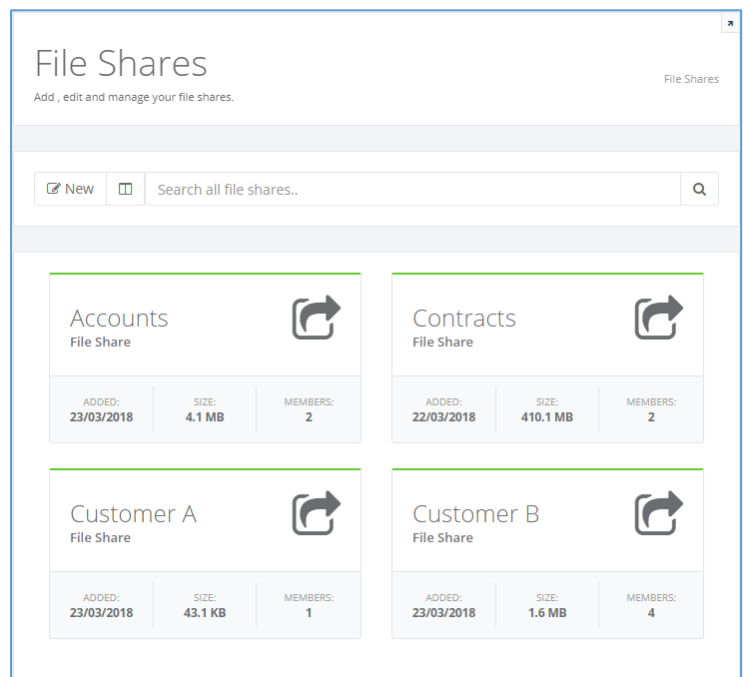 File Shares
Add , edit and manage your file shares.
File Shares
New
Search all file shares..
Accounts
File Share
ADDED: SIZE: MEMBERS:
23/03/2018 4.1 MB 2
Contracts
File Share
ADDED: SIZE: MEMBERS:
22/03/2018 410.1 MB 2
Customer A
File Share
ADDED: SIZE: MEMBERS:
23/03/2018 43.1 KB 1
Customer B
File Share
ADDED: SIZE: MEMBERS:
23/03/2018 1.6 MB 4